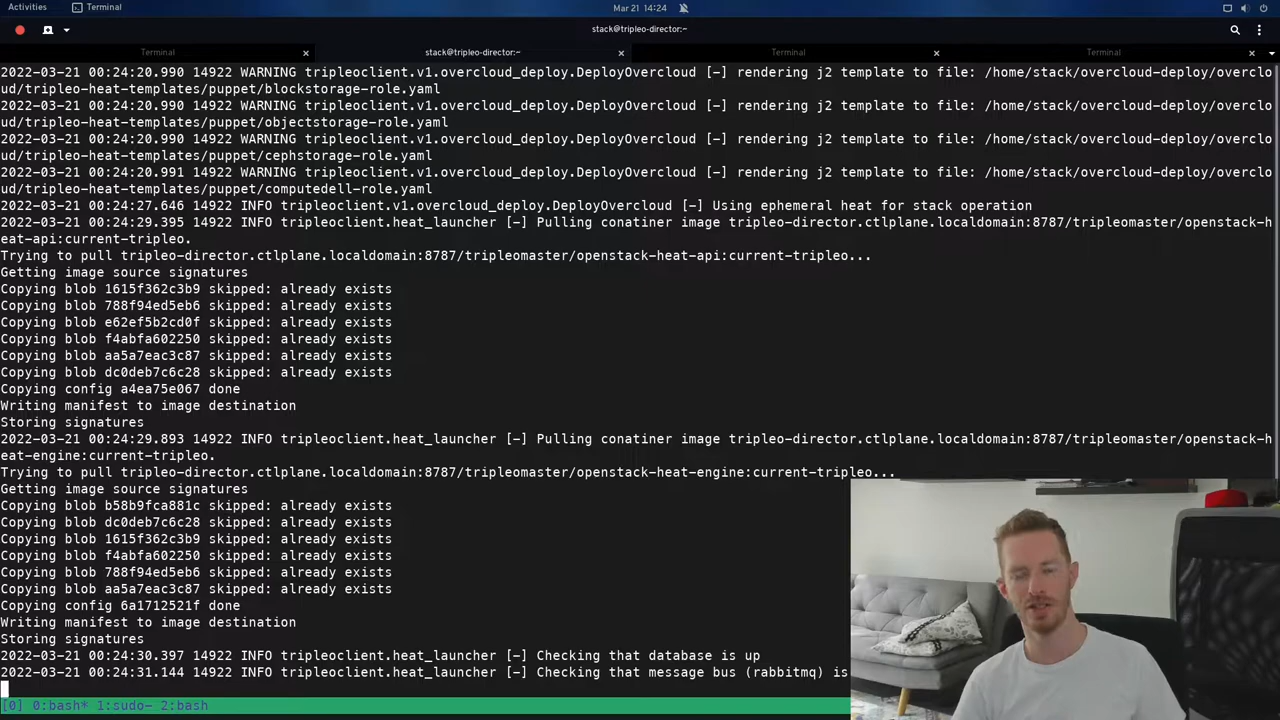 Activities
Terminal
Mar 21 14:24
stack@tripleo-director:~
Terminal
stack@tripleo-director:~
Terminal
Terminal
2022-03-21 00:24:20.990 14922 WARNING tripleoclient.v1.overcloud_deploy.DeployOvercloud [-] rendering j2 template to file: /home/stack/overcloud-deploy/overclo
ud/tripleo-heat-templates/puppet/blockstorage-role.yaml
2022-03-21 00:24:20.990 14922 WARNING tripleoclient.v1.overcloud_deploy.DeployOvercloud [-] rendering j2 template to file: /home/stack/overcloud-deploy/overclo
ud/tripleo-heat-templates/puppet/objectstorage-role.yaml
2022-03-21 00:24:20.990 14922 WARNING tripleoclient.v1.overcloud_deploy.DeployOvercloud [-] rendering j2 template to file: /home/stack/overcloud-deploy/overclo
ud/tripleo-heat-templates/puppet/cephstorage-role.yaml
2022-03-21 00:24:20.991 14922 WARNING tripleoclient.v1.overcloud_deploy.DeployOvercloud [-] rendering j2 template to file: /home/stack/overcloud-deploy/overclo
ud/tripleo-heat-templates/puppet/computedell-role.yaml
2022-03-21 00:24:27.646 14922 INFO tripleoclient.v1.overcloud_deploy.DeployOvercloud [-] Using ephemeral heat for stack operation
2022-03-21 00:24:29.395 14922 INFO tripleoclient.heat_launcher [-] Pulling conatiner image tripleo-director.ctlplane.localdomain:8787/tripleomaster/openstack-h
eat-api:current-tripleo.
Trying to pull tripleo-director.ctlplane.localdomain:8787/tripleomaster/openstack-heat-api:current-tripleo...
Getting image source signatures
Copying blob 1615f362c3b9 skipped: already exists
Copying blob 788f94ed5eb6 skipped: already exists
Copying blob e62ef5b2cd0f skipped: already exists
Copying blob f4abfa602250 skipped: already exists
Copying blob aa5a7eac3c87 skipped: already exists
Copying blob dc0deb7c6c28 skipped: already exists
Copying config a4ea75e067 done
Writing manifest to image destination
Storing signatures
2022-03-21 00:24:29.893 14922 INFO tripleoclient.heat_launcher [-] Pulling conatiner image tripleo-director.ctlplane.localdomain:8787/tripleomaster/openstack-h
eat-engine:current-tripleo.
Trying to pull tripleo-director.ctlplane.localdomain:8787/tripleomaster/openstack-heat-engine:current-tripleo...
Getting image source signatures
Copying blob b58b9fca881c skipped: already exists
Copying blob dc0deb7c6c28 skipped: already exists
Copying blob 1615f362c3b9 skipped: already exists
Copying blob f4abfa602250 skipped: already exists
Copying blob 788f94ed5eb6 skipped: already exists
Copying blob aa5a7eac3c87 skipped: already exists
Copying config 6a1712521f done
Writing manifest to image destination
Storing signatures
2022-03-21 00:24:30.397 14922 INFO tripleoclient.heat_launcher [-] Checking that database is up
2022-03-21 00:24:31.144 14922 INFO tripleoclient.heat_launcher [-] Checking that message bus (rabbitmq) is
[0] 0:bash* 1:sudo- 2:bash